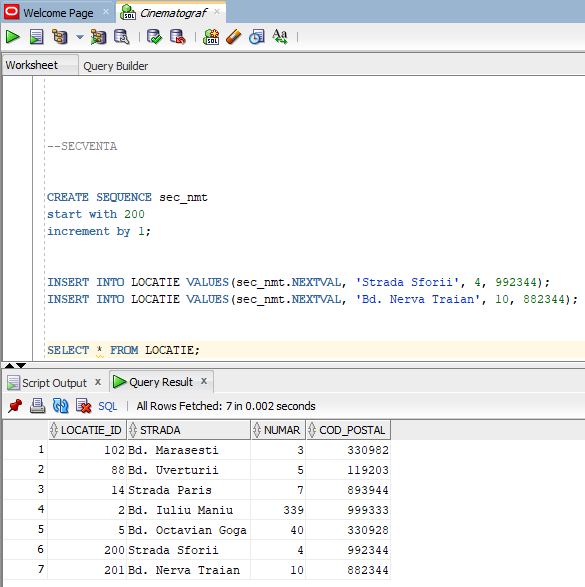 Welcome Page
Cinematograf
Worksheet
Query Builder
--SECVENTA
CREATE SEQUENCE sec_nmt
start with 200
increment by 1;
INSERT INTO LOCATIE VALUES(sec_nmt.NEXTVAL, 'Strada Sforii', 4, 992344);
INSERT INTO LOCATIE VALUES(sec_nmt.NEXTVAL, 'Bd. Nerva Traian', 10, 882344);
SELECT * FROM LOCATIE;
Script Output
Query Result
SQL | All Rows Fetched: 7 in 0.002 seconds
LOCATIE_ID STRADA NUMAR COD_POSTAL
1 102 Bd. Marasesti 3 330982
2 88 Bd. Uverturii 5 119203
3 14 Strada Paris 7 893944
4 2 Bd. Iuliu Maniu 339 999333
5 5 Bd. Octavian Goga 40 330928
6 200 Strada Sforii 4 992344
7 201 Bd. Nerva Traian 10 882344